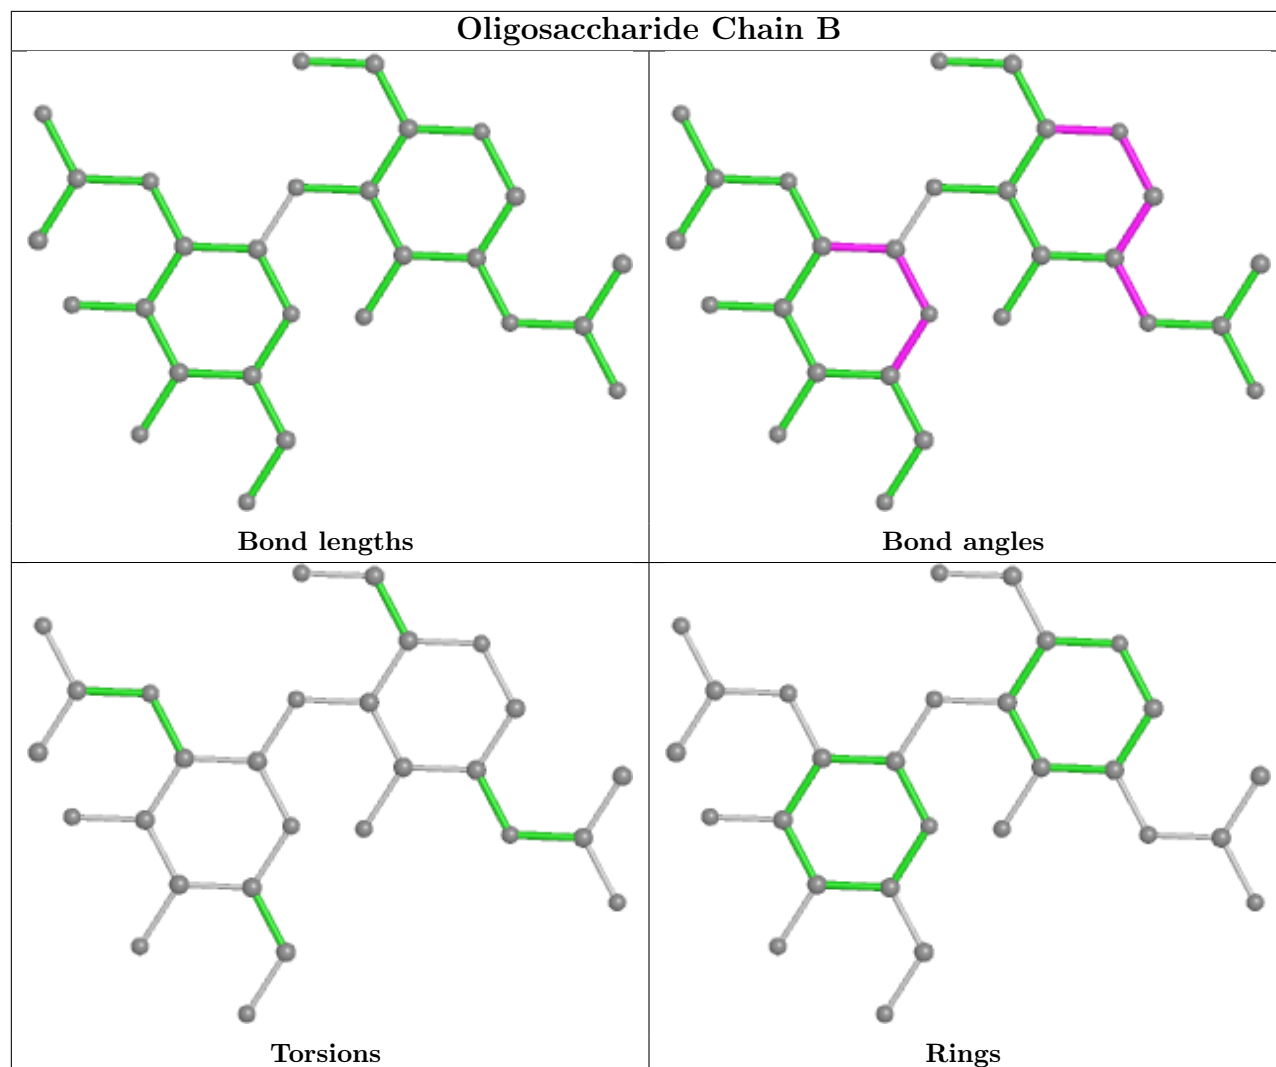 Oligosaccharide Chain B
Bond lengths
Bond angles
Torsions
Rings